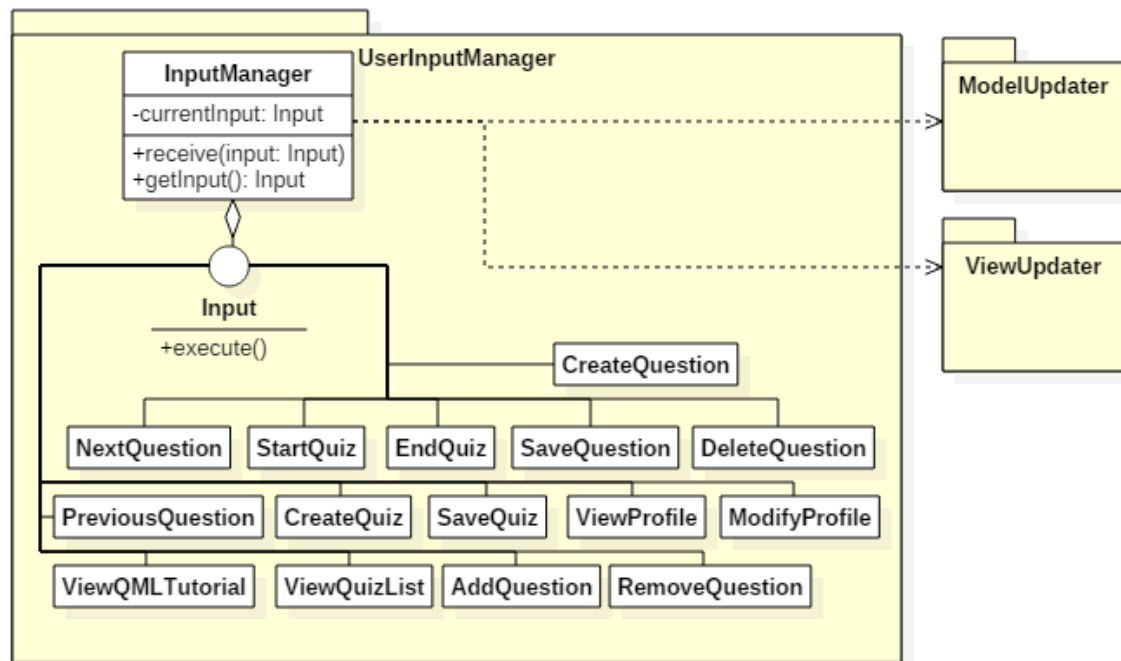 UserInputManager
InputManager
-currentInput: Input
+receive(input: Input)
+getInput(): Input
ModelUpdater
ViewUpdater
Input
+execute()
CreateQuestion
NextQuestion
StartQuiz
EndQuiz
SaveQuestion
DeleteQuestion
PreviousQuestion
CreateQuiz
SaveQuiz
ViewProfile
ModifyProfile
ViewQMLTutorial
ViewQuizList
AddQuestion
RemoveQuestion